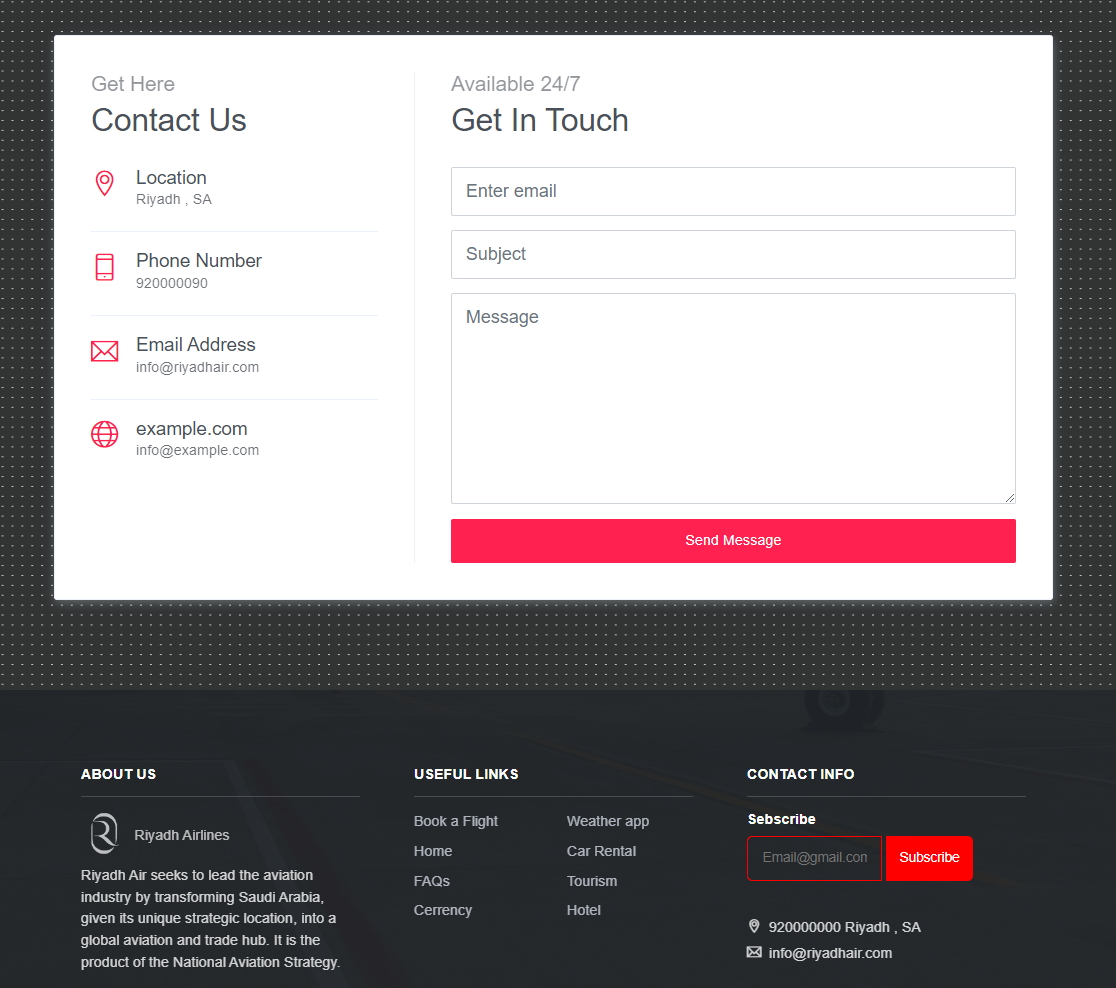 Get Here
Contact Us
Location
Riyadh , SA
Phone Number
920000090
Email Address
info@riyadhair.com
example.com
info@example.com
Available 24/7
Get In Touch
Enter email
Subject
Message
Send Message
ABOUT US
Riyadh Airlines
Riyadh Air seeks to lead the aviation
industry by transforming Saudi Arabia,
given its unique strategic location, into a
global aviation and trade hub. It is the
product of the National Aviation Strategy.
USEFUL LINKS
Book a Flight
Home
FAQs
Cerrency
Weather app
Car Rental
Tourism
Hotel
CONTACT INFO
Sebscribe
Email@gmail.con
Subscribe
920000000 Riyadh , SA
info@riyadhair.com